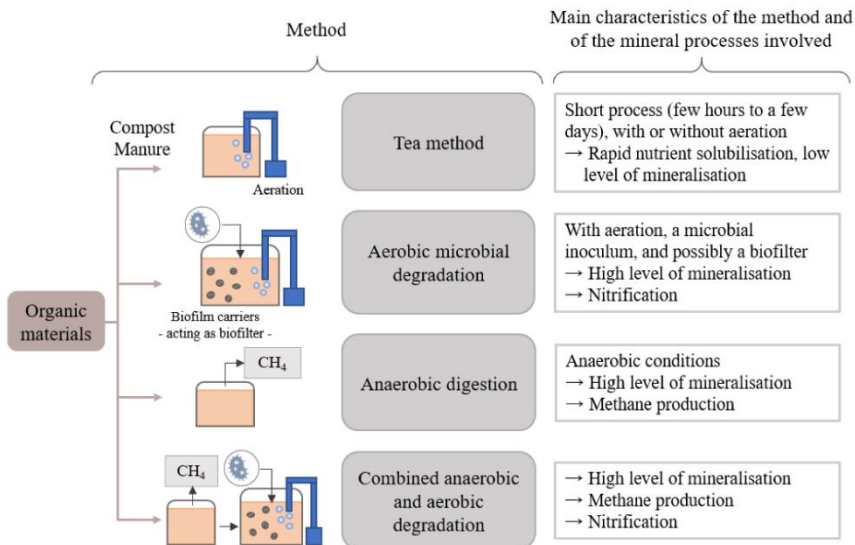 Method
Main characteristics of the method and
of the mineral processes involved
Organic
materials
Compost
Manure
Aeration
Tea method
Short process (few hours to a few
days), with or without aeration
→ Rapid nutrient solubilisation, low
level of mineralisation
Biofilm carriers
- acting as biofilter -
Aerobic microbial
degradation
With aeration, a microbial
inoculum, and possibly a biofilter
→ High level of mineralisation
→ Nitrification
CH₄
Anaerobic digestion
Anaerobic conditions
→ High level of mineralisation
→ Methane production
CH₄
Combined anaerobic
and aerobic
degradation
→ High level of mineralisation
→ Methane production
→ Nitrification